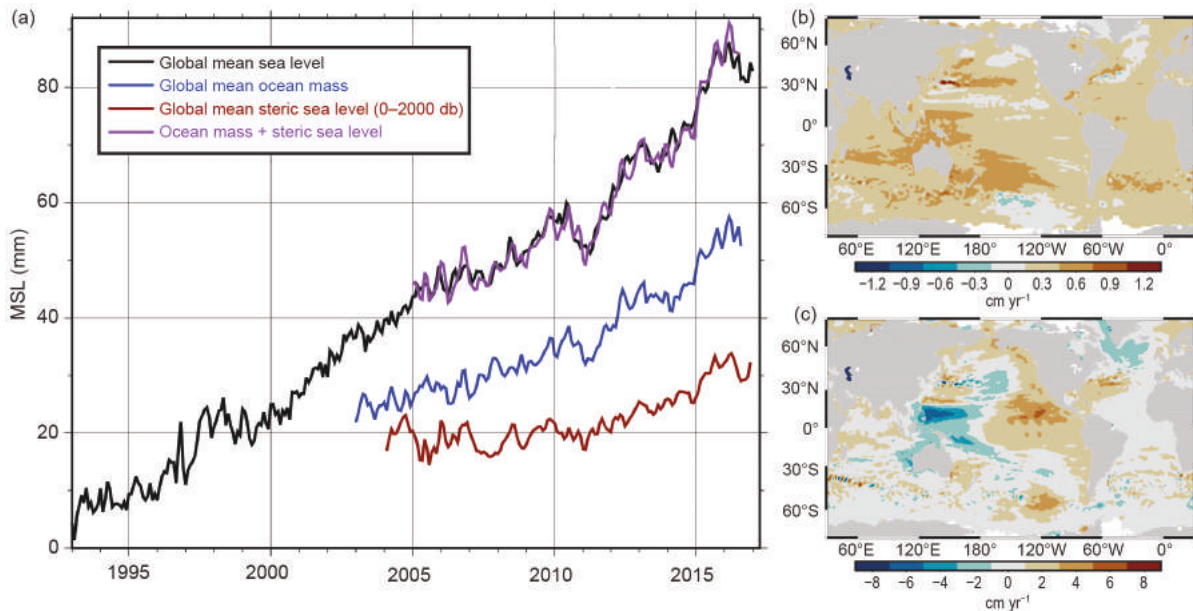 (a)
Global mean sea level
Global mean ocean mass
Global mean steric sea level (0–2000 db)
Ocean mass + steric sea level
MSL (mm)
80
60
40
20
0
1995 2000 2005 2010 2015
(b)
60°N
30°N
0°
30°S
60°S
60°E 120°E 180° 120°W 60°W 0°
−1.2 −0.9 −0.6 −0.3 0 0.3 0.6 0.9 1.2
cm yr⁻¹
(c)
60°N
30°N
0°
30°S
60°S
60°E 120°E 180° 120°W 60°W 0°
−8 −6 −4 −2 0 2 4 6 8
cm yr⁻¹